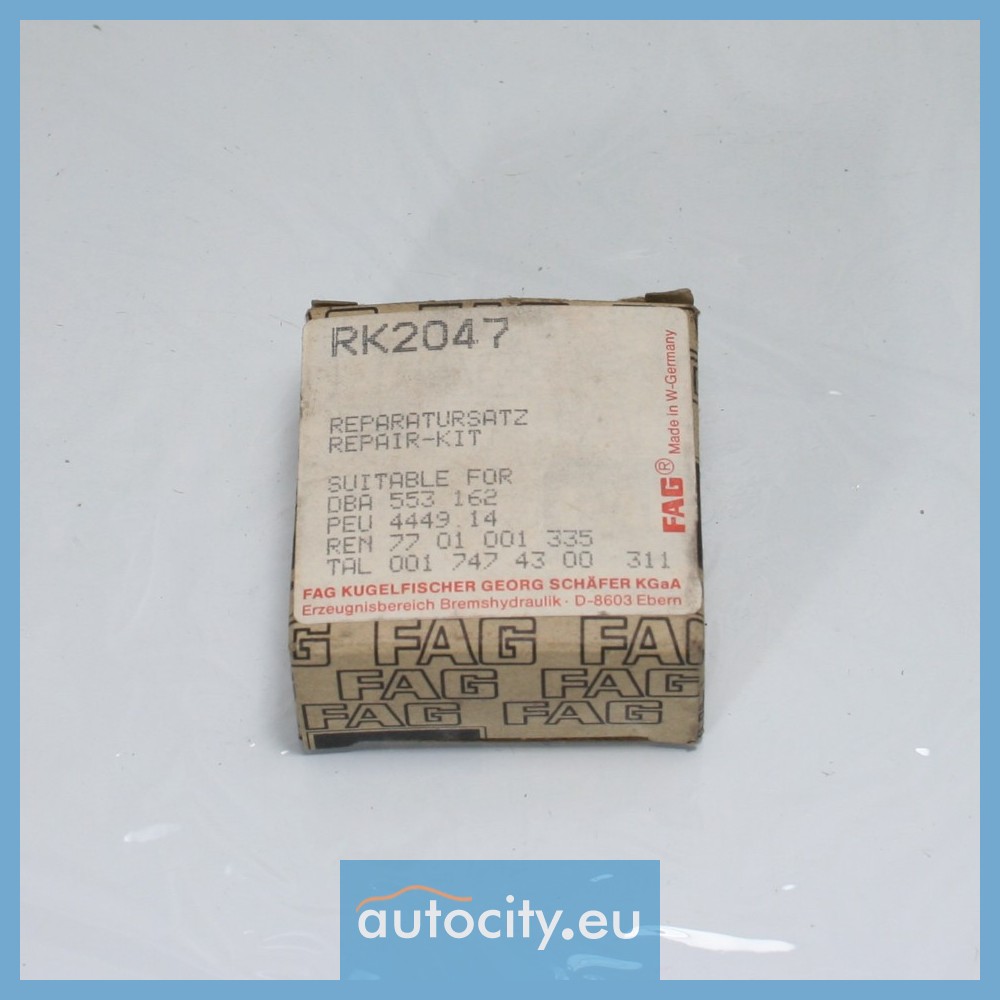 RK2047
REPARATURSATZ
REPAIR-KIT
SUITABLE FOR
DBA 553 162
PEU 4449.14
REN 77 01 001 335
TAL 001 747 43 00 311
FAG® Made in W-Germany
FAG KUGELFISCHER GEORG SCHÄFER KGaA
Erzeugnisbereich Bremshydraulik · D-8603 Ebern
G FAG FAG
FAG FAG
FAG FAG
autocity.eu